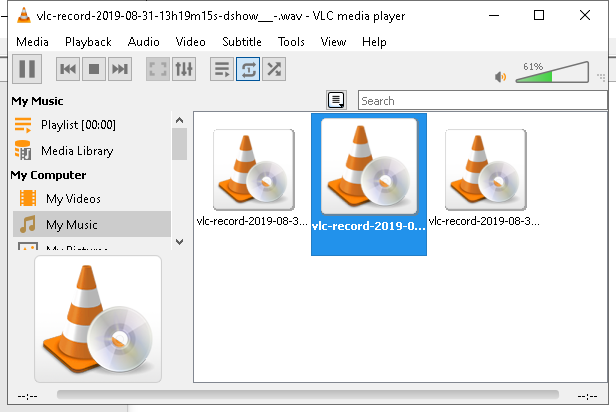 vlc-record-2019-08-31-13h19m15s-dshow__-.wav - VLC media player
Media Playback Audio Video Subtitle Tools View Help
61%
My Music
Search
Playlist [00:00]
Media Library
My Computer
My Videos
My Music
My Pictures
vlc-record-2019-08-3... vlc-record-2019-0... vlc-record-2019-08-3...
--:-- --:--